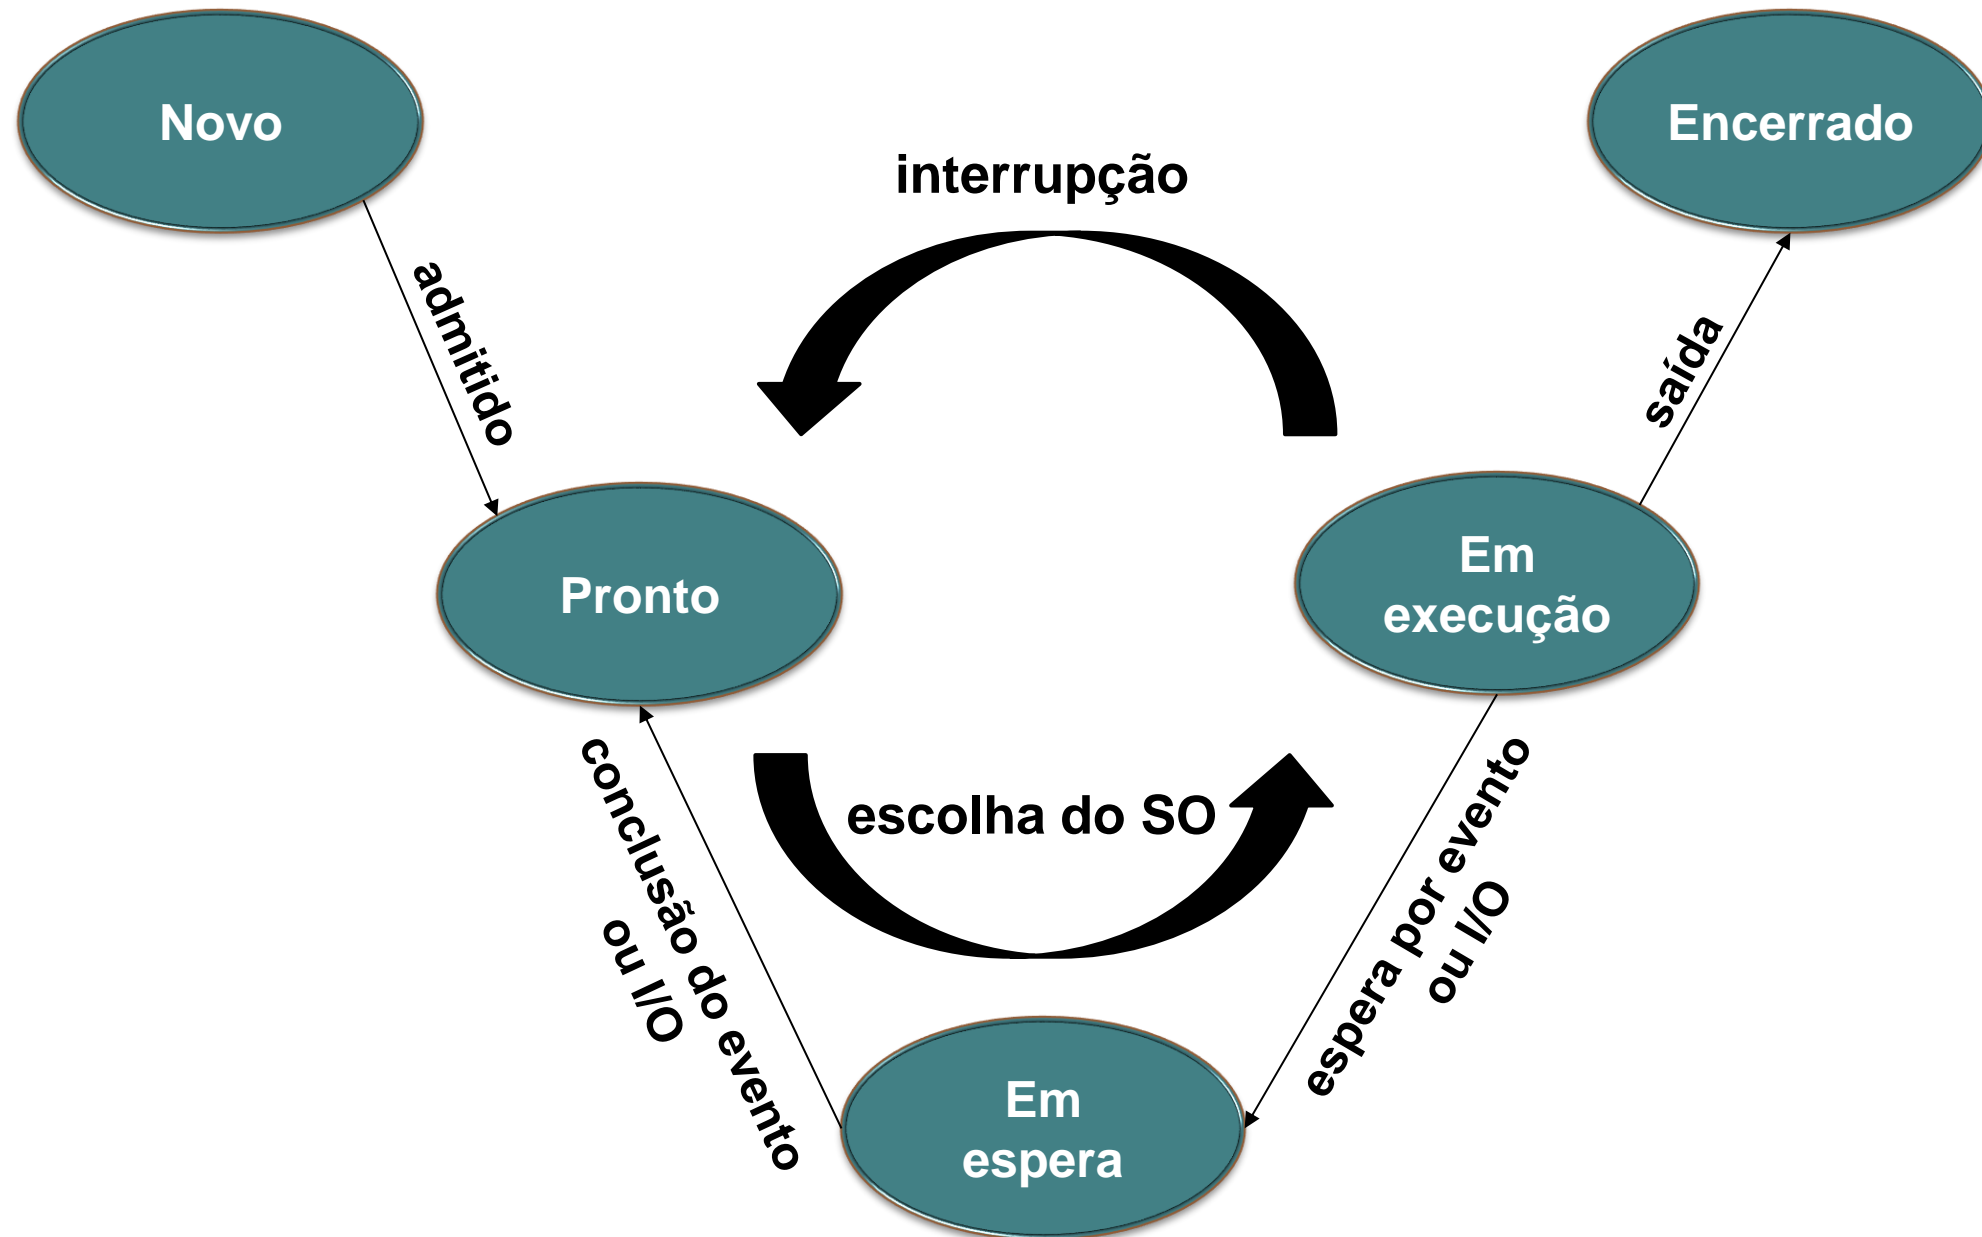 Novo
Encerrado
interrupção
admitido
saída
Pronto
Em
execução
escolha do SO
conclusão do evento
ou I/O
espera por evento
ou I/O
Em
espera